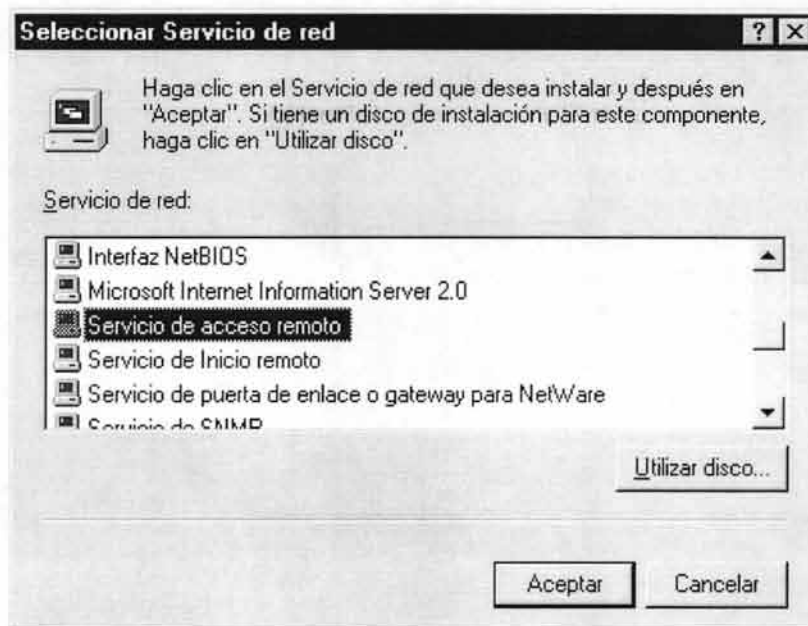 Seleccionar Servicio de red
Haga clic en el Servicio de red que desea instalar y después en
"Aceptar". Si tiene un disco de instalación para este componente,
haga clic en "Utilizar disco".
Servicio de red:
Interfaz NetBIOS
Microsoft Internet Information Server 2.0
Servicio de acceso remoto
Servicio de Inicio remoto
Servicio de puerta de enlace o gateway para NetWare
Servicio de SNMP
Utilizar disco...
Aceptar Cancelar